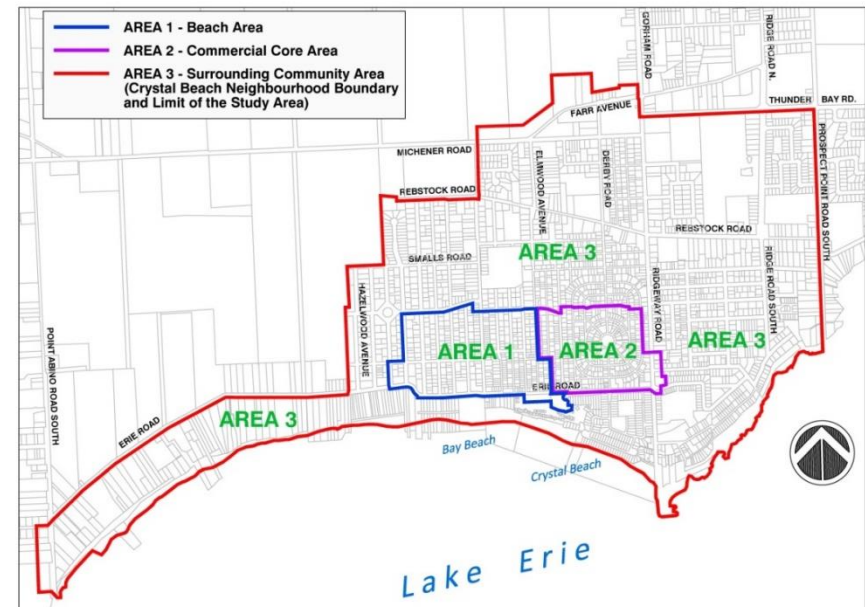 AREA 1 - Beach Area
AREA 2 - Commercial Core Area
AREA 3 - Surrounding Community Area
(Crystal Beach Neighbourhood Boundary
and Limit of the Study Area)
GORHAM ROAD
RIDGE ROAD N.
THUNDER BAY RD.
FARR AVENUE
MICHENER ROAD
ELMWOOD AVENUE
DERBY ROAD
PROSPECT POINT ROAD SOUTH
REBSTOCK ROAD
REBSTOCK ROAD
SMALLS ROAD
AREA 3
HAZELWOOD AVENUE
RIDGEWAY ROAD
RIDGE ROAD SOUTH
POINT ABINO ROAD SOUTH
AREA 1
AREA 2
AREA 3
ERIE ROAD
ERIE ROAD
AREA 3
Bay Beach
Crystal Beach
Lake Erie